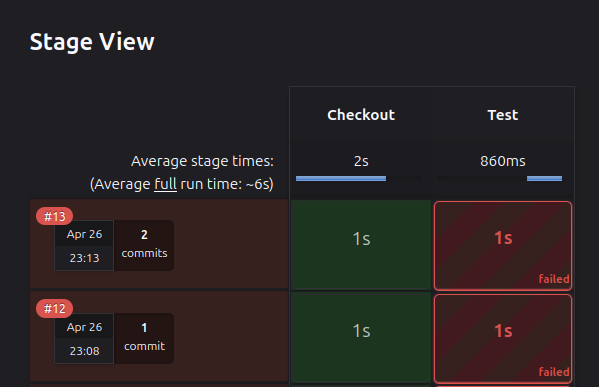 Stage View
Checkout Test
Average stage times: 2s 860ms
(Average full run time: ~6s)
#13
Apr 26 2
23:13 commits
1s 1s
failed
#12
Apr 26 1
23:08 commit
1s 1s
failed